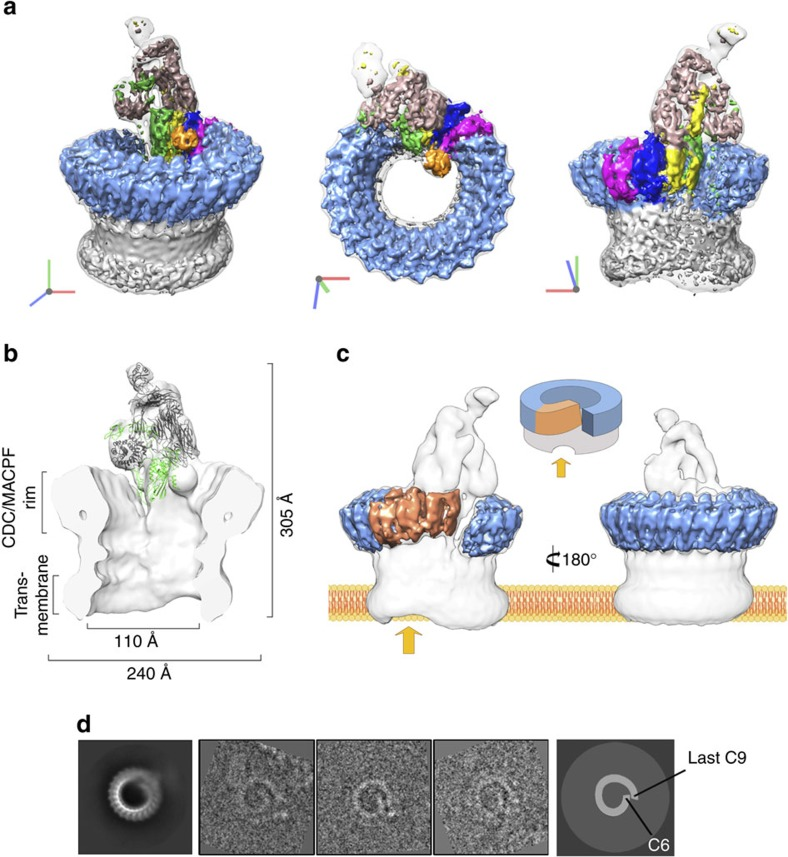 a
b
c
CDC/MACPF
rim
Trans-
membrane
305 Å
110 Å
240 Å
180°
d
Last C9
C6